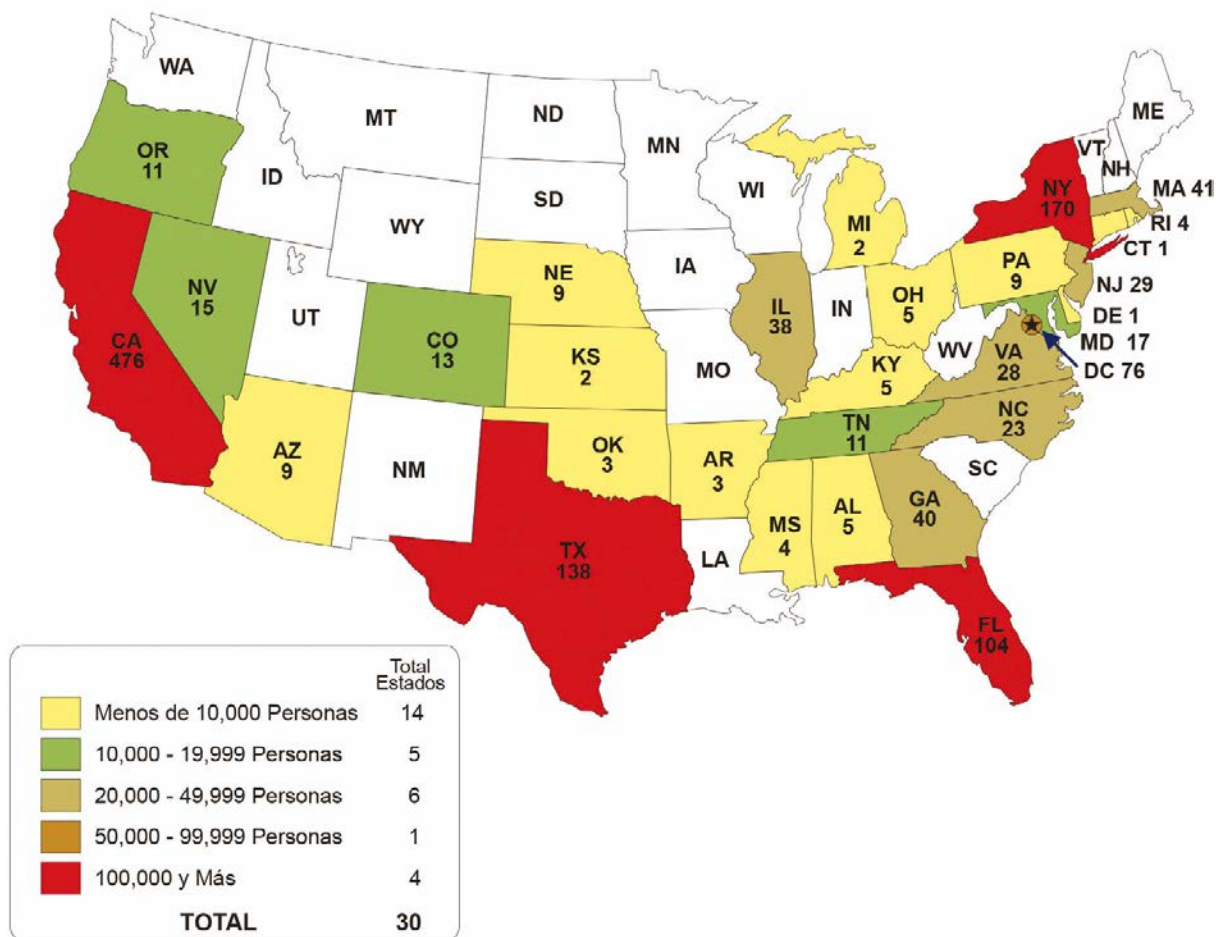 WA
MT
ND
MN
ME
VT
NH
OR
11
ID
WI
NY
170
MA 41
RI 4
SD
WY
MI
2
CT 1
PA
9
NJ 29
NE
9
IA
NV
15
IL
38
IN
OH
5
DE 1
MD 17
UT
CO
13
WV
VA
28
DC 76
CA
476
KS
2
MO
KY
5
NC
23
TN
11
AZ
9
OK
3
AR
3
SC
NM
GA
40
MS
4
AL
5
TX
138
LA
FL
104
Total
Estados
Menos de 10,000 Personas 14
10,000 - 19,999 Personas 5
20,000 - 49,999 Personas 6
50,000 - 99,999 Personas 1
100,000 y Más 4
TOTAL 30